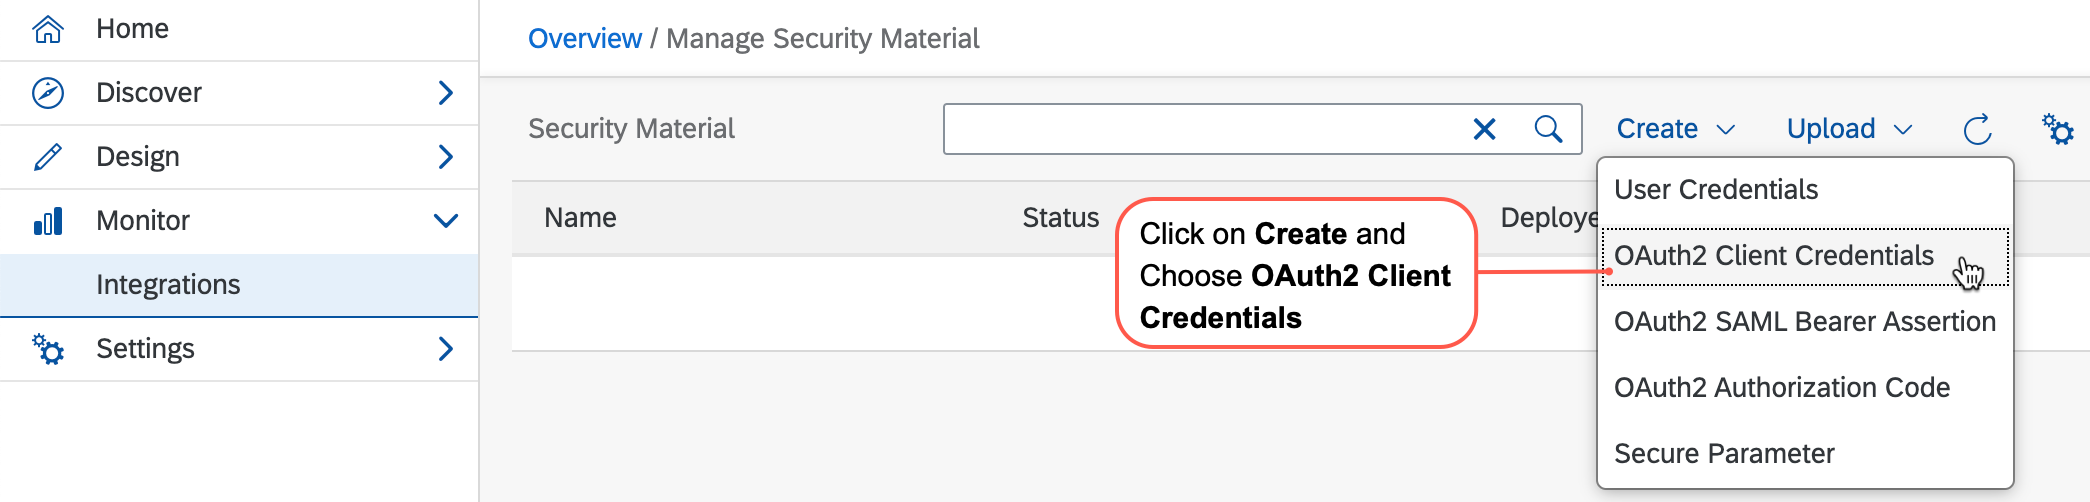 Home
Discover
Design
Monitor
Integrations
Settings
Overview / Manage Security Material
Security Material
Create
Upload
Name
Status
Deploye
Click on Create and
Choose OAuth2 Client
Credentials
User Credentials
OAuth2 Client Credentials
OAuth2 SAML Bearer Assertion
OAuth2 Authorization Code
Secure Parameter